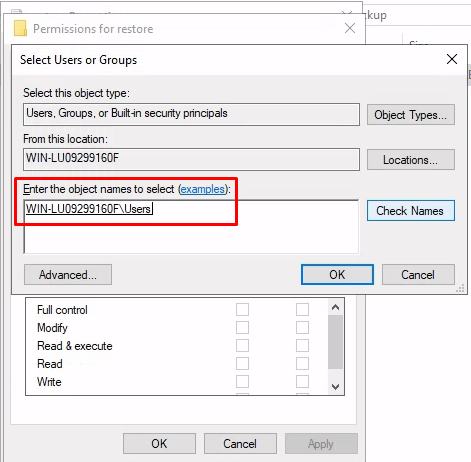 Permissions for restore
ckup
Select Users or Groups
Select this object type:
Users, Groups, or Built-in security principals
Object Types...
From this location:
WIN-LU09299160F
Locations...
Enter the object names to select (examples):
WIN-LU09299160F\Users
Check Names
Advanced...
OK
Cancel
Full control
Modify
Read & execute
Read
Write
OK
Cancel
Apply